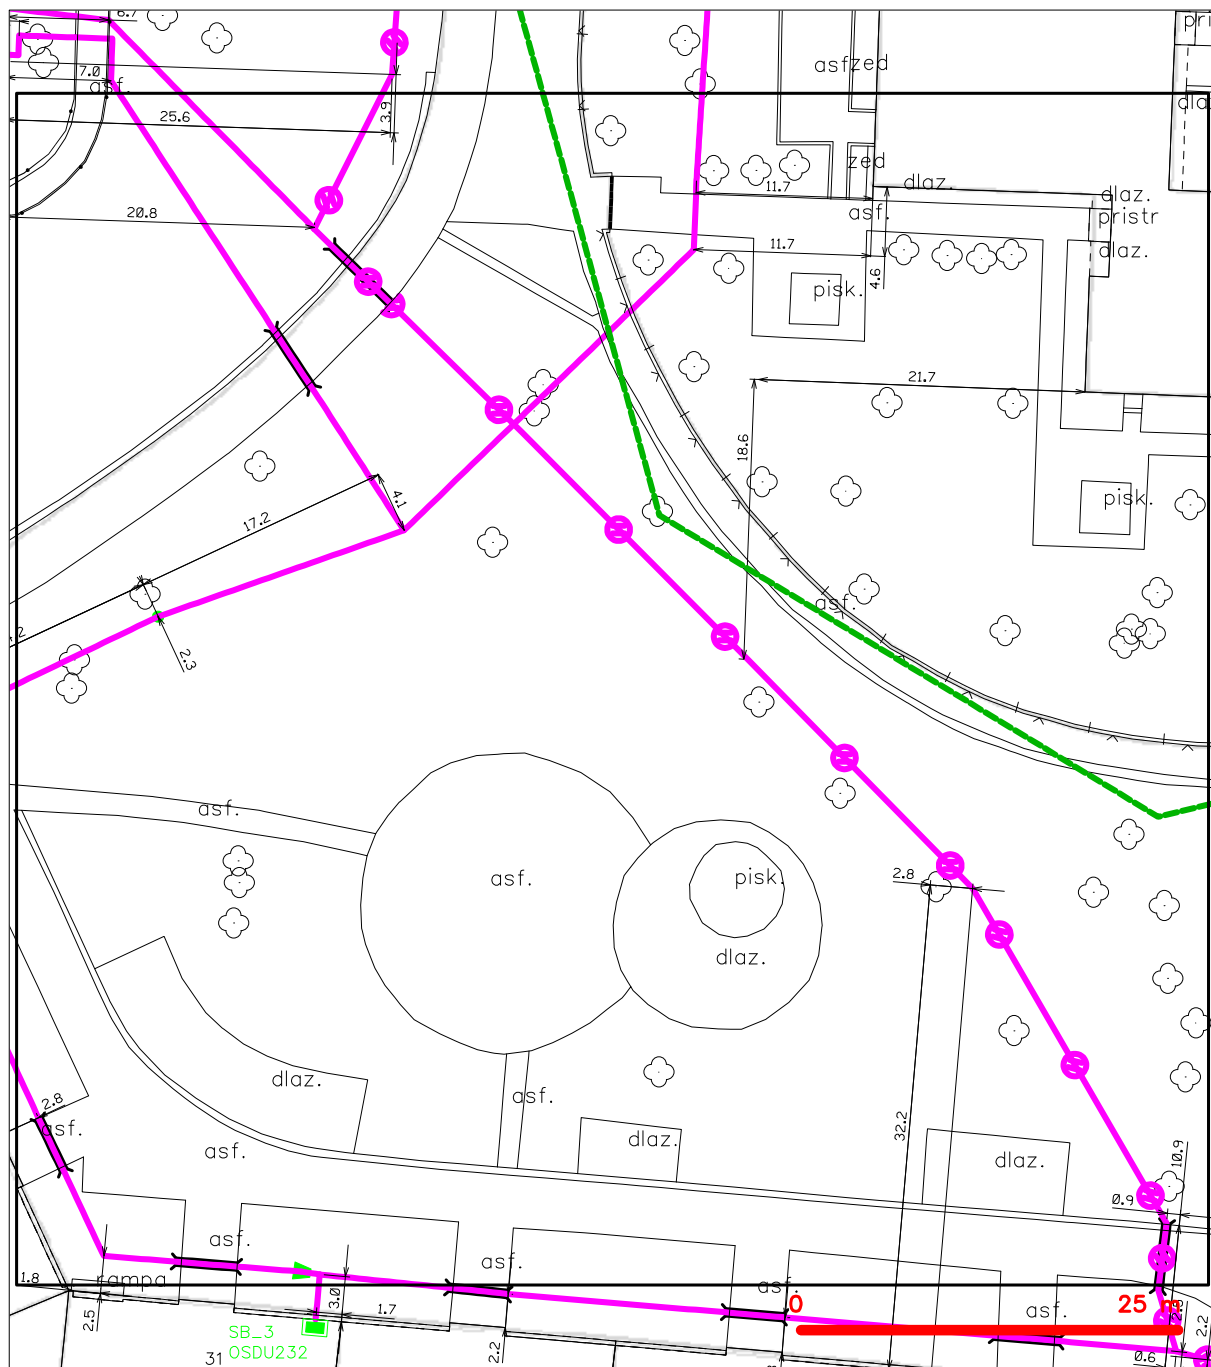 6.7
7.0
asf.
25.6
3.9
20.8
asf
zed
zed
11.7
dlaz.
asf.
dlaz.
pristr
dlaz.
11.7
4.6
pisk.
pri
dla
21.7
18.6
pisk.
4.1
17.2
2.3
asf.
asf.
asf.
pisk.
dlaz.
2.8
dlaz.
asf.
dlaz.
dlaz.
32.2
10.9
0.9
2.8
asf.
asf.
asf.
asf.
asf.
asf.
rampa
1.8
2.5
3.0
1.7
SB_3
OSDU232
31
2.2
0
25 m
2.2
0.6